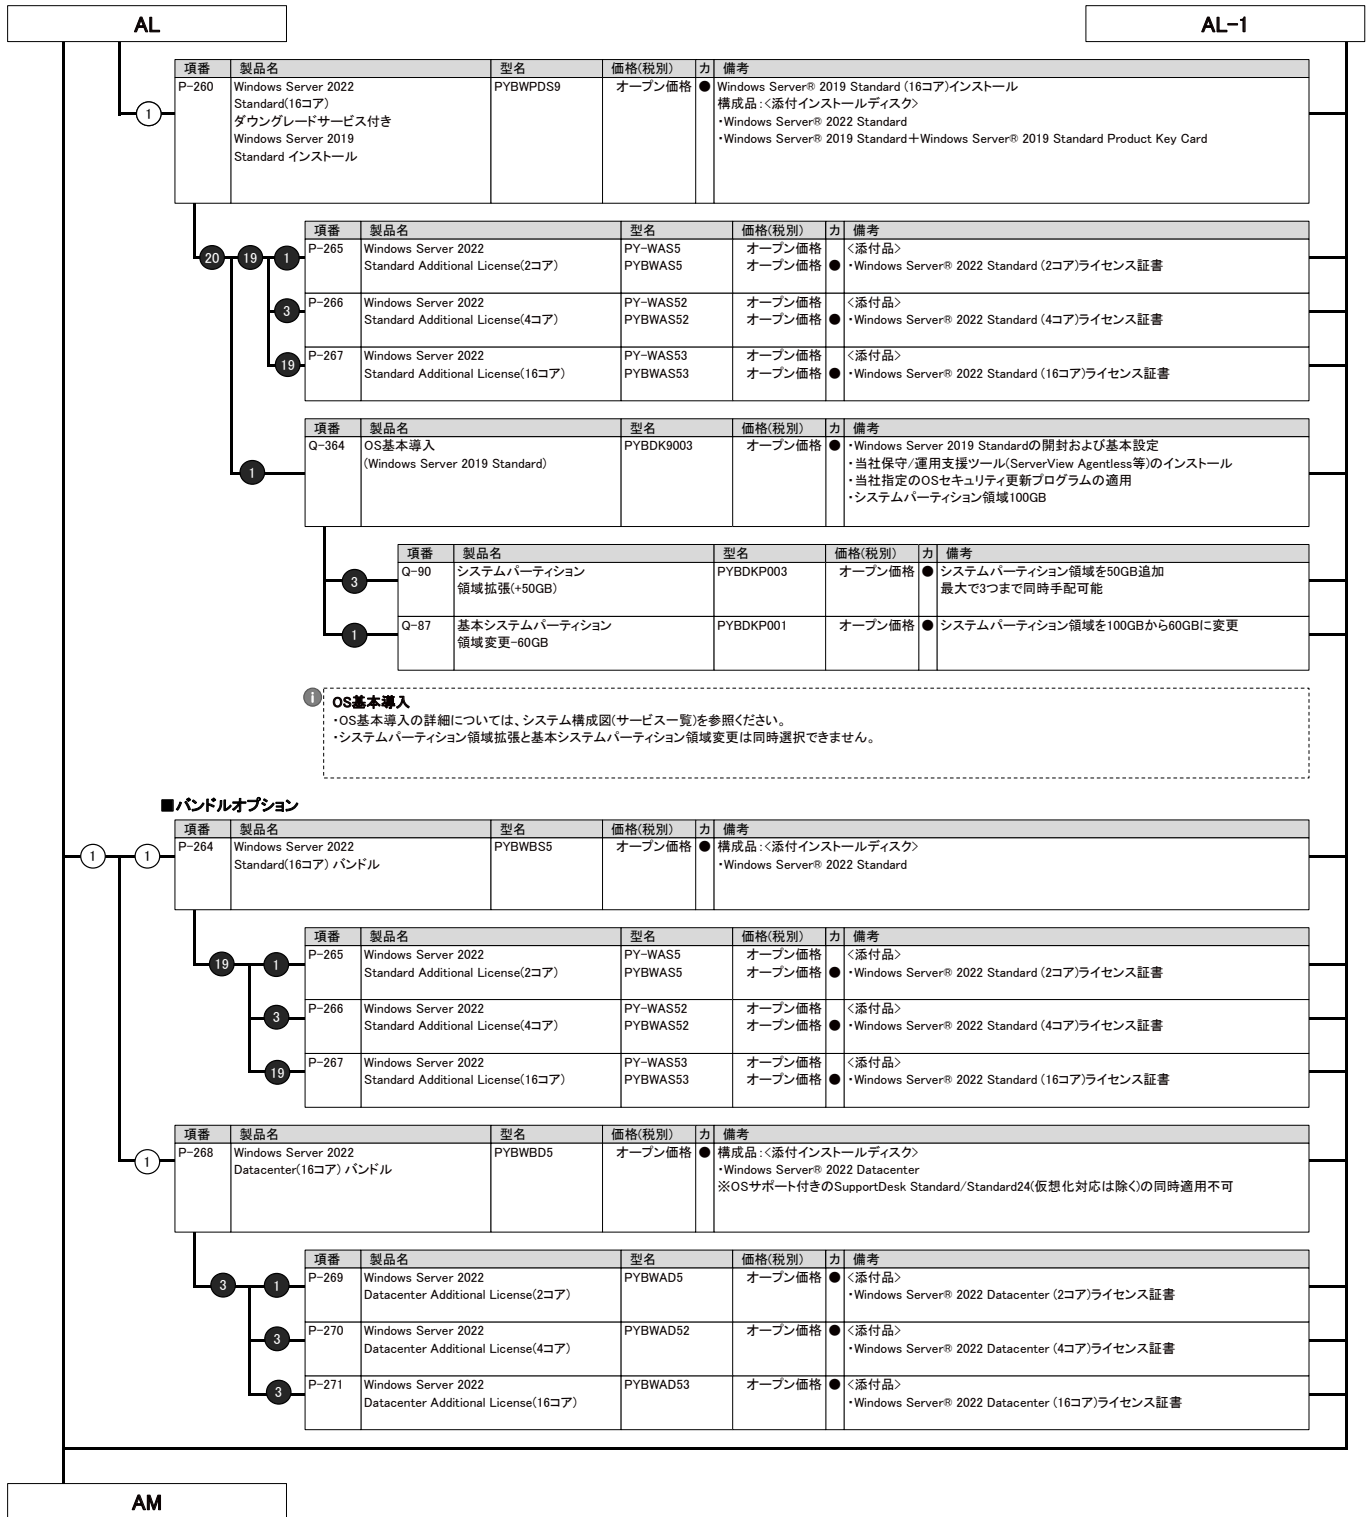 AL
AL-1
項番 製品名 型名 価格(税別) カ 備考
1 P-260 Windows Server 2022 PYBWPDS9 オープン価格 ● Windows Server® 2019 Standard (16コア)インストール
Standard(16コア) 構成品:<添付インストールディスク>
ダウングレードサービス付き ・Windows Server® 2022 Standard
Windows Server 2019 ・Windows Server® 2019 Standard+Windows Server® 2019 Standard Product Key Card
Standard インストール
項番 製品名 型名 価格(税別) カ 備考
20 19 1 P-265 Windows Server 2022 PY-WAS5 オープン価格 <添付品>
Standard Additional License(2コア) PYBWAS5 オープン価格 ● ・Windows Server® 2022 Standard (2コア)ライセンス証書
3 P-266 Windows Server 2022 PY-WAS52 オープン価格 <添付品>
Standard Additional License(4コア) PYBWAS52 オープン価格 ● ・Windows Server® 2022 Standard (4コア)ライセンス証書
19 P-267 Windows Server 2022 PY-WAS53 オープン価格 <添付品>
Standard Additional License(16コア) PYBWAS53 オープン価格 ● ・Windows Server® 2022 Standard (16コア)ライセンス証書
項番 製品名 型名 価格(税別) カ 備考
1 Q-364 OS基本導入 PYBDK9003 オープン価格 ● ・Windows Server 2019 Standardの開封および基本設定
(Windows Server 2019 Standard) ・当社保守/運用支援ツール(ServerView Agentless等)のインストール
・当社指定のOSセキュリティ更新プログラムの適用
・システムパーティション領域100GB
項番 製品名 型名 価格(税別) カ 備考
3 Q-90 システムパーティション PYBDKP003 オープン価格 ● システムパーティション領域を50GB追加
領域拡張(+50GB) 最大で3つまで同時手配可能
1 Q-87 基本システムパーティション PYBDKP001 オープン価格 ● システムパーティション領域を100GBから60GBに変更
領域変更-60GB
i OS基本導入
・OS基本導入の詳細については、システム構成図(サービス一覧)を参照ください。
・システムパーティション領域拡張と基本システムパーティション領域変更は同時選択できません。
■バンドルオプション
項番 製品名 型名 価格(税別) カ 備考
1 1 P-264 Windows Server 2022 PYBWBS5 オープン価格 ● 構成品:<添付インストールディスク>
Standard(16コア) バンドル ・Windows Server® 2022 Standard
項番 製品名 型名 価格(税別) カ 備考
19 1 P-265 Windows Server 2022 PY-WAS5 オープン価格 <添付品>
Standard Additional License(2コア) PYBWAS5 オープン価格 ● ・Windows Server® 2022 Standard (2コア)ライセンス証書
3 P-266 Windows Server 2022 PY-WAS52 オープン価格 <添付品>
Standard Additional License(4コア) PYBWAS52 オープン価格 ● ・Windows Server® 2022 Standard (4コア)ライセンス証書
19 P-267 Windows Server 2022 PY-WAS53 オープン価格 <添付品>
Standard Additional License(16コア) PYBWAS53 オープン価格 ● ・Windows Server® 2022 Standard (16コア)ライセンス証書
項番 製品名 型名 価格(税別) カ 備考
1 P-268 Windows Server 2022 PYBWBD5 オープン価格 ● 構成品:<添付インストールディスク>
Datacenter(16コア) バンドル ・Windows Server® 2022 Datacenter
※OSサポート付きのSupportDesk Standard/Standard24(仮想化対応は除く)の同時適用不可
項番 製品名 型名 価格(税別) カ 備考
3 1 P-269 Windows Server 2022 PYBWAD5 オープン価格 ● <添付品>
Datacenter Additional License(2コア) ・Windows Server® 2022 Datacenter (2コア)ライセンス証書
3 P-270 Windows Server 2022 PYBWAD52 オープン価格 ● <添付品>
Datacenter Additional License(4コア) ・Windows Server® 2022 Datacenter (4コア)ライセンス証書
3 P-271 Windows Server 2022 PYBWAD53 オープン価格 ● <添付品>
Datacenter Additional License(16コア) ・Windows Server® 2022 Datacenter (16コア)ライセンス証書
AM